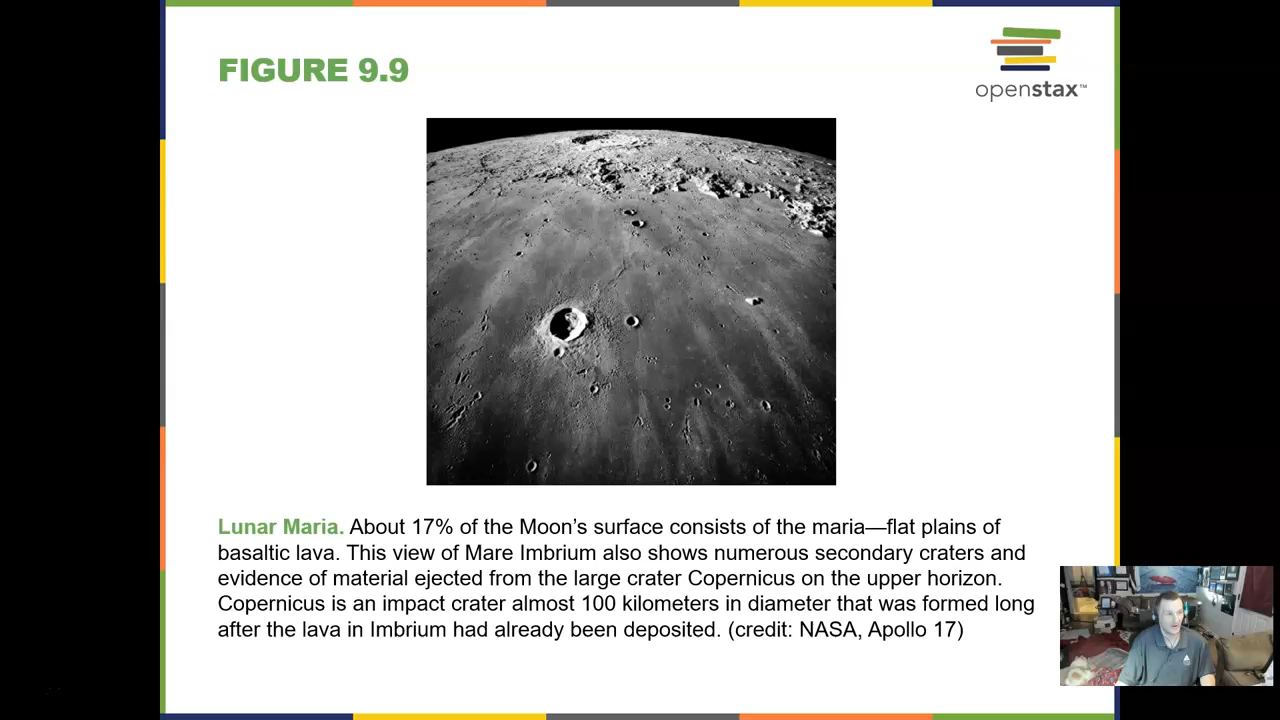 FIGURE 9.9
openstax™
Lunar Maria. About 17% of the Moon’s surface consists of the maria—flat plains of
basaltic lava. This view of Mare Imbrium also shows numerous secondary craters and
evidence of material ejected from the large crater Copernicus on the upper horizon.
Copernicus is an impact crater almost 100 kilometers in diameter that was formed long
after the lava in Imbrium had already been deposited. (credit: NASA, Apollo 17)